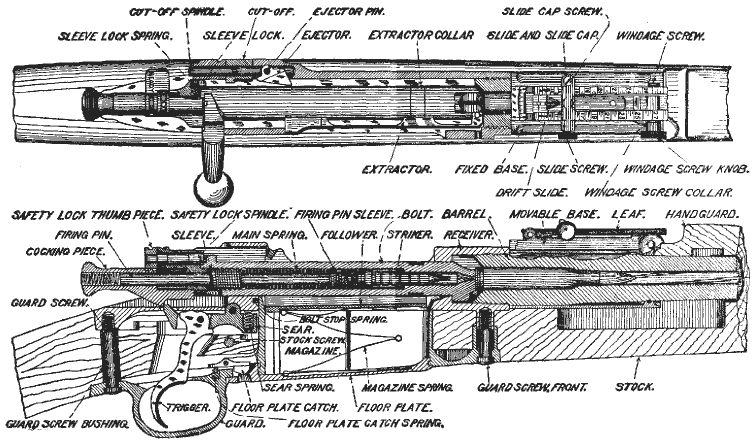 CUT-OFF SPINDLE. CUT-OFF. EJECTOR PIN. SLIDE CAP SCREW.
SLEEVE LOCK SPRING. SLEEVE LOCK. EJECTOR. EXTRACTOR COLLAR SLIDE AND SLIDE CAP. WINDAGE SCREW.
EXTRACTOR. FIXED BASE. SLIDE SCREW. WINDAGE SCREW KNOB.
DRIFT SLIDE. WINDAGE SCREW COLLAR.
SAFETY LOCK THUMB PIECE. SAFETY LOCK SPINDLE. FIRING PIN SLEEVE. BOLT. BARREL. MOVABLE BASE. LEAF. HANDGUARD.
FIRING PIN. SLEEVE. MAIN SPRING. FOLLOWER. STRIKER. RECEIVER.
COCKING PIECE.
GUARD SCREW.
BOLT STOP SPRING.
SEAR.
STOCK SCREW.
MAGAZINE.
SEAR SPRING. MAGAZINE SPRING. GUARD SCREW, FRONT. STOCK.
TRIGGER. FLOOR PLATE CATCH. FLOOR PLATE.
GUARD SCREW BUSHING. GUARD. FLOOR PLATE CATCH SPRING.